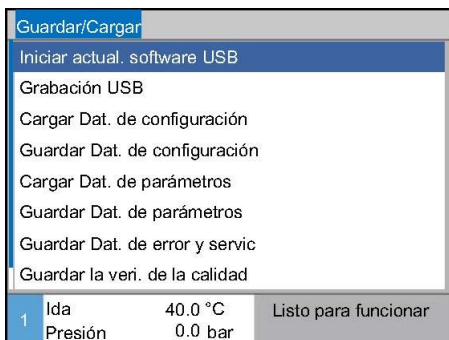 Guardar/Cargar
Iniciar actual. software USB
Grabación USB
Cargar Dat. de configuración
Guardar Dat. de configuración
Cargar Dat. de parámetros
Guardar Dat. de parámetros
Guardar Dat. de error y servic
Guardar la veri. de la calidad
1 Ida 40.0 °C Listo para funcionar
Presión 0.0 bar